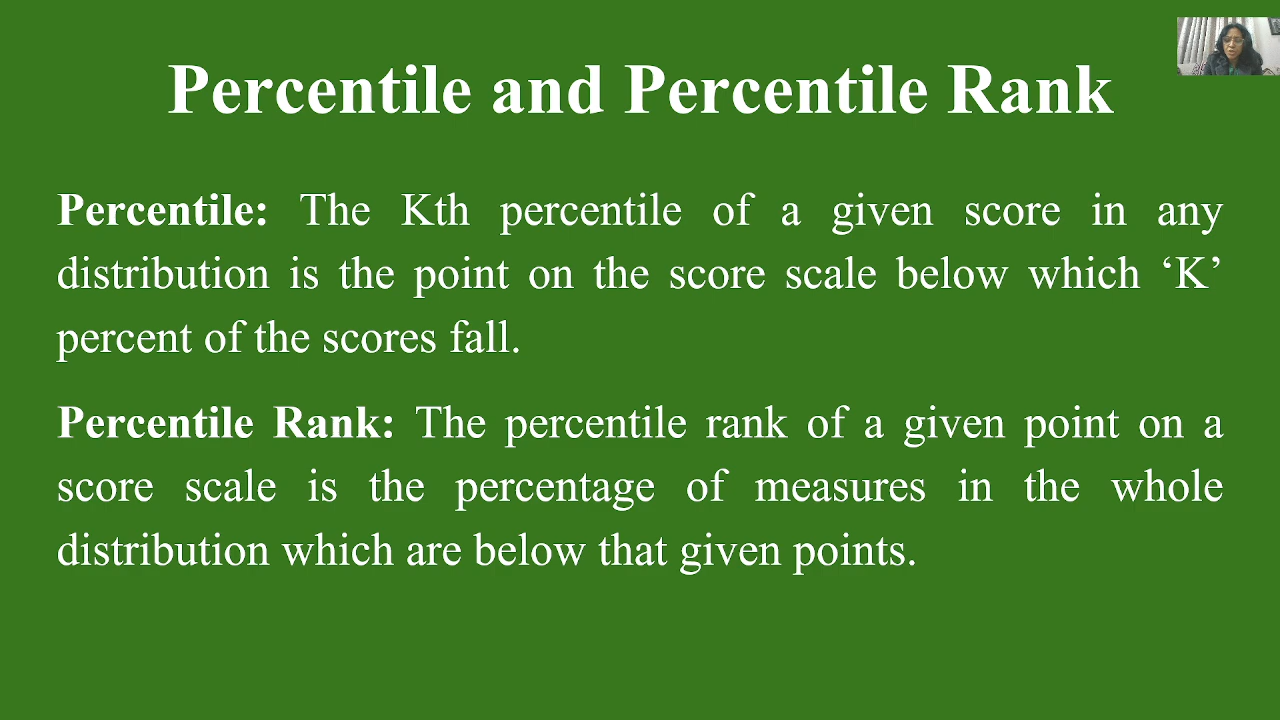 Percentile and Percentile Rank
Percentile: The Kth percentile of a given score in any
distribution is the point on the score scale below which ‘K’
percent of the scores fall.
Percentile Rank: The percentile rank of a given point on a
score scale is the percentage of measures in the whole
distribution which are below that given points.